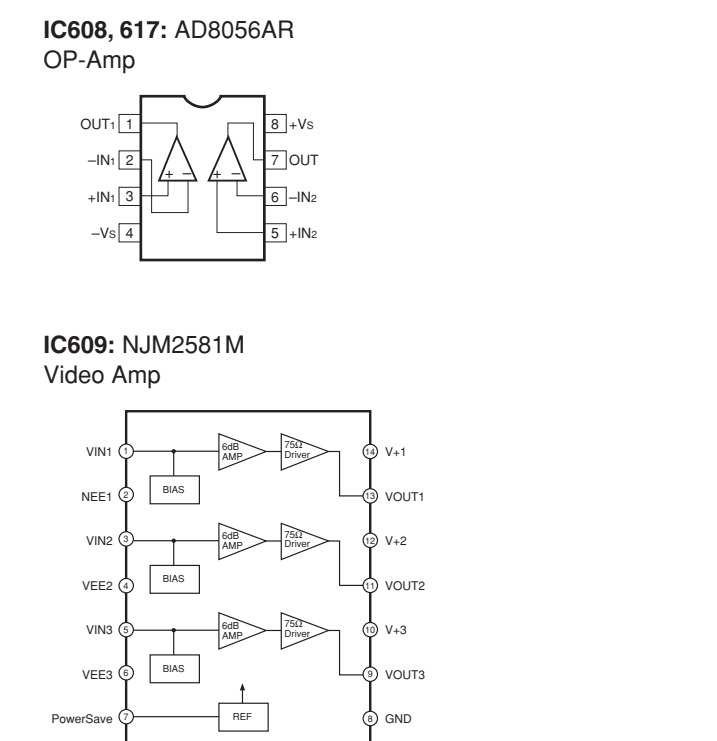 IC608, 617: AD8056AR
OP-Amp
OUT1 1
8 +Vs
–IN1 2
7 OUT
+IN1 3
6 –IN2
–Vs 4
5 +IN2
+ –
+ –
IC609: NJM2581M
Video Amp
VIN1 1
6dB
AMP
75Ω
Driver
14 V+1
BIAS
NEE1 2
13 VOUT1
VIN2 3
6dB
AMP
75Ω
Driver
12 V+2
BIAS
VEE2 4
11 VOUT2
VIN3 5
6dB
AMP
75Ω
Driver
10 V+3
BIAS
VEE3 6
9 VOUT3
PowerSave 7
REF
8 GND